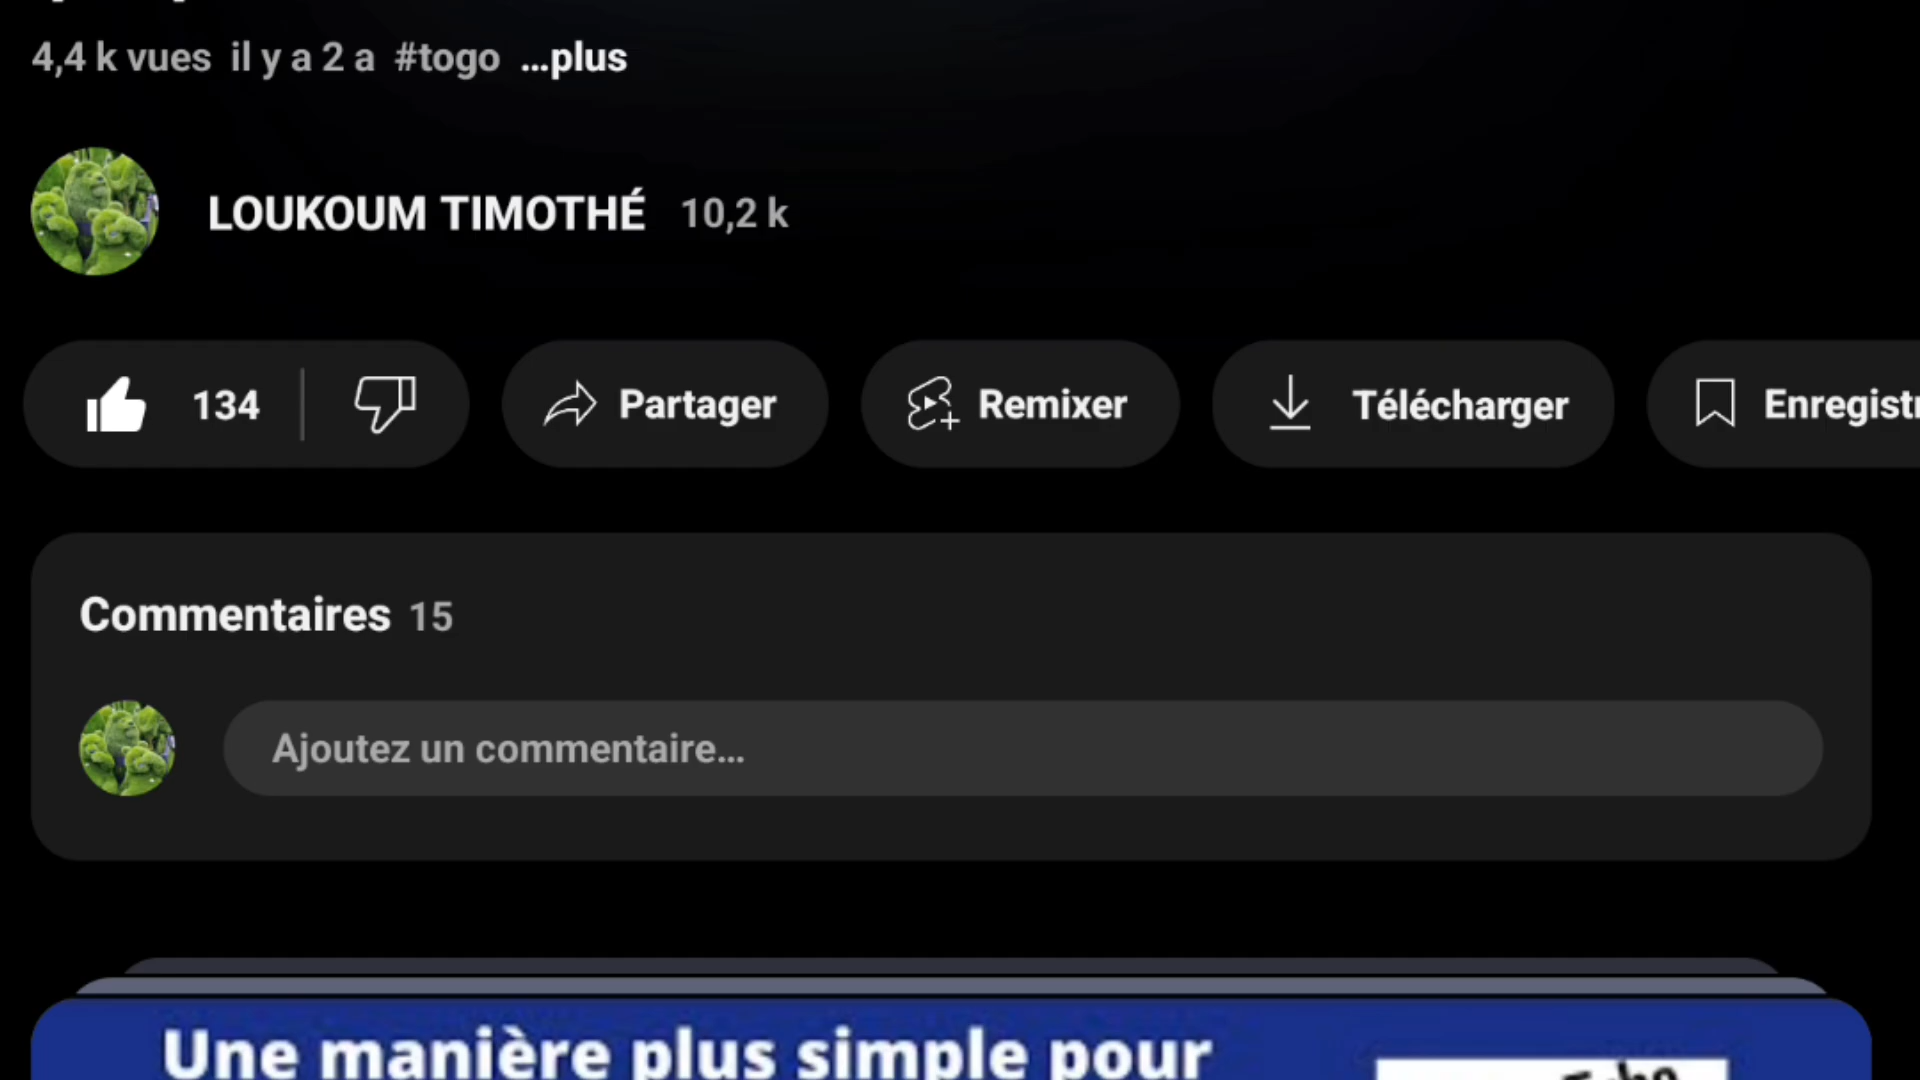 4,4 k vues il y a 2 a #togo ...plus
LOUKOUM TIMOTHÉ 10,2 k
134
Partager
Remixer
Télécharger
Enregistr
Commentaires 15
Ajoutez un commentaire...
Une manière plus simple pour
Echo